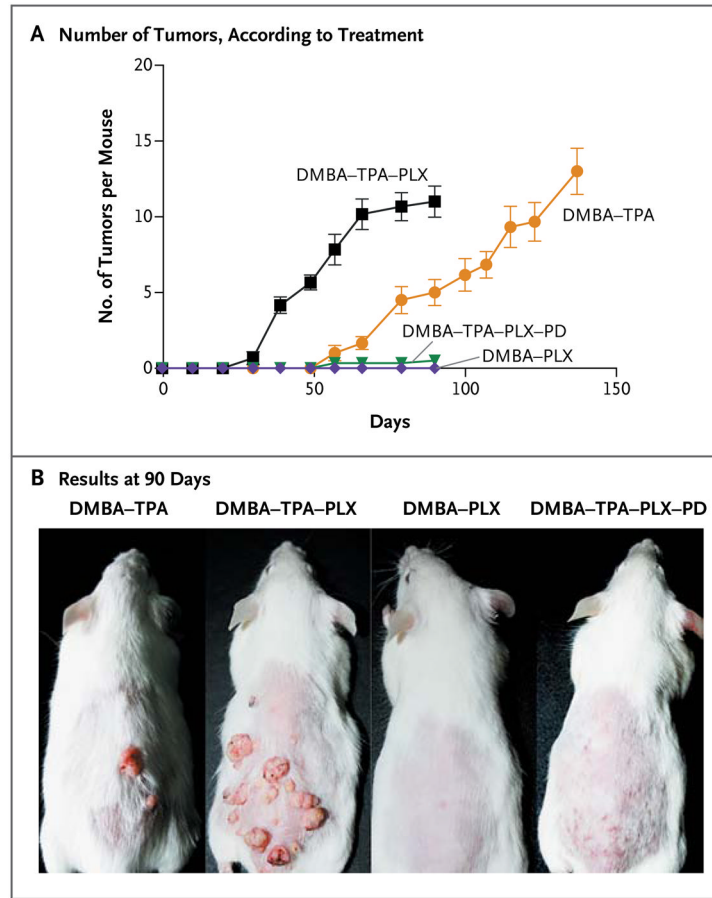 A Number of Tumors, According to Treatment
20
15
10
5
0
No. of Tumors per Mouse
DMBA–TPA–PLX
DMBA–TPA
DMBA–TPA–PLX–PD
DMBA–PLX
0 50 100 150
Days
B Results at 90 Days
DMBA–TPA DMBA–TPA–PLX DMBA–PLX DMBA–TPA–PLX–PD